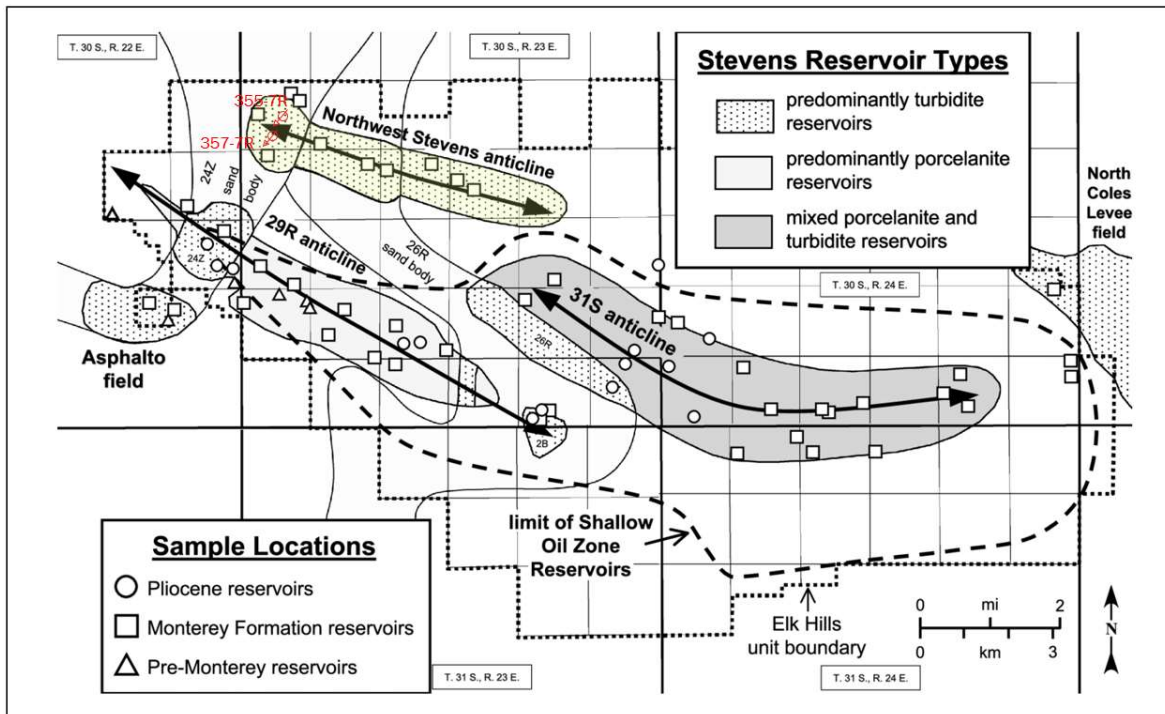 T. 30 S., R. 22 E.
T. 30 S., R. 23 E.
Stevens Reservoir Types
predominantly turbidite
reservoirs
predominantly porcelanite
reservoirs
mixed porcelanite and
turbidite reservoirs
355-7R
357-7R
Northwest Stevens anticline
24Z
sand
body
29R anticline
26R
sand body
24Z
North
Coles
Levee
field
T. 30 S., R. 24 E.
31S anticline
26R
Asphalto
field
2B
limit of Shallow
Oil Zone
Reservoirs
Sample Locations
Pliocene reservoirs
Monterey Formation reservoirs
Pre-Monterey reservoirs
Elk Hills
unit boundary
0 mi 2
0 km 3
N
T. 31 S., R. 23 E.
T. 31 S., R. 24 E.